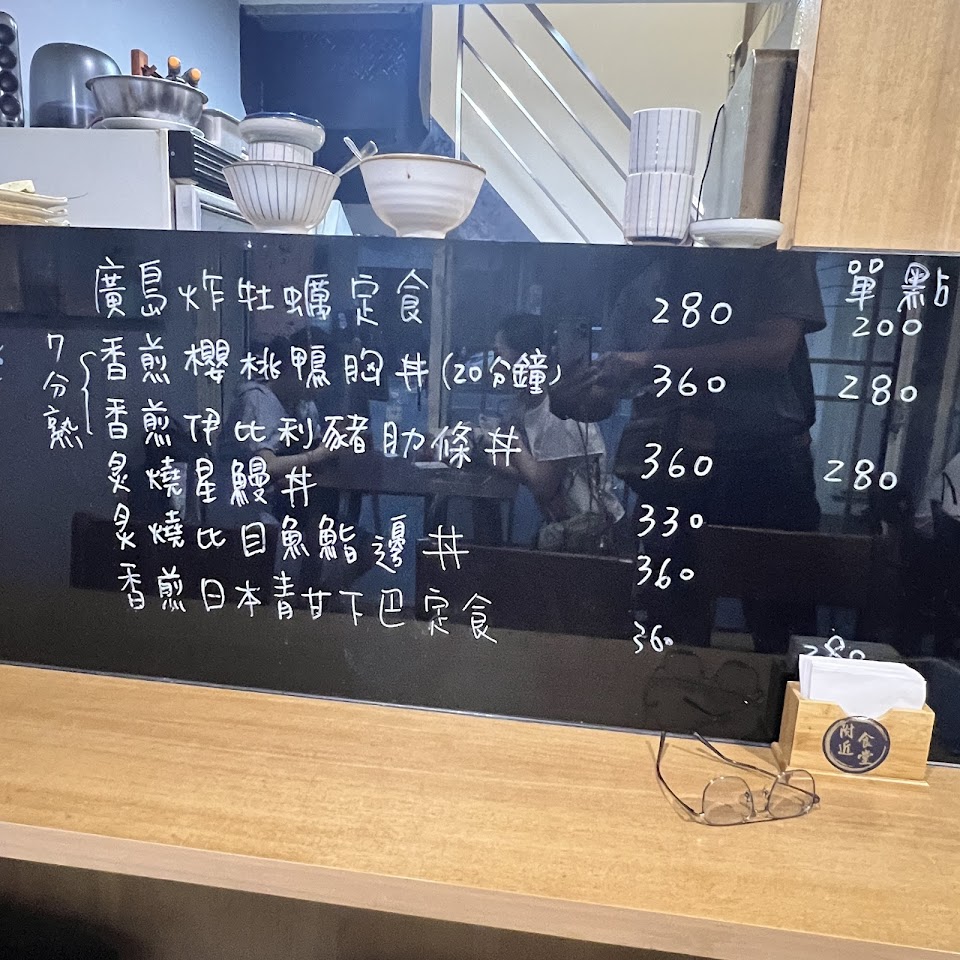 單點
廣島炸牡蠣定食 280 200
7分熟
香煎櫻桃鴨胸丼(20分鐘) 360 280
香煎伊比利豬肋條丼 360 280
炙燒星鰻丼 330
炙燒比目魚鮨邊丼 360
香煎日本青甘下巴定食 360 280
附近食堂